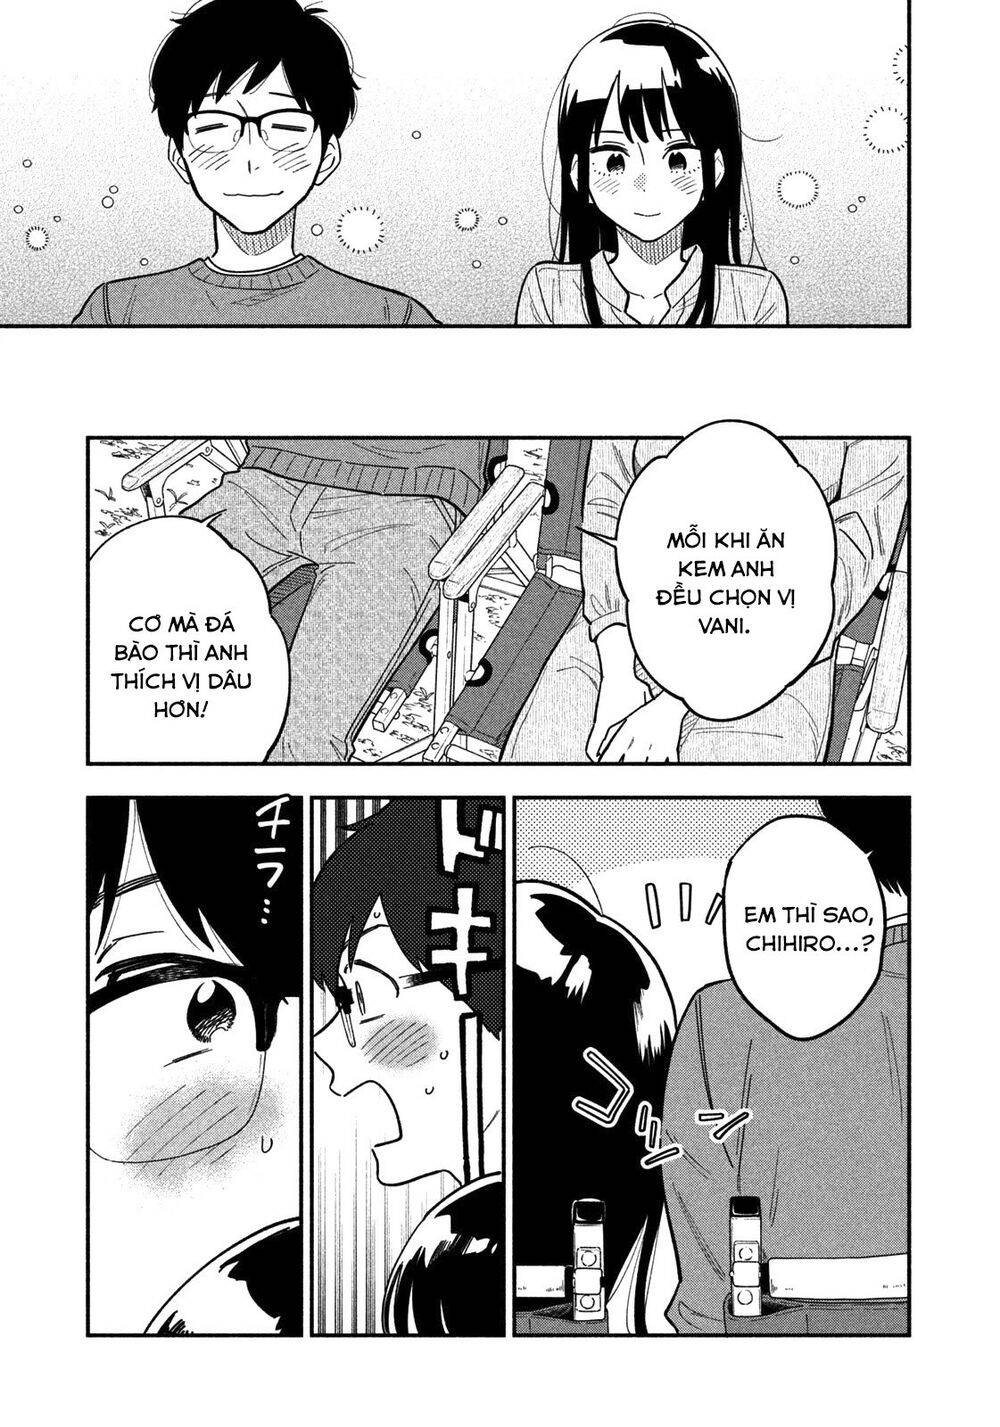 MỖI KHI ĂN
KEM ANH
ĐỀU CHỌN VỊ
VANI.
CƠ MÀ ĐÁ
BÀO THÌ ANH
THÍCH VỊ DÂU
HƠN!
EM THÌ SAO,
CHIHIRO...?
ドキーッ
チラ…